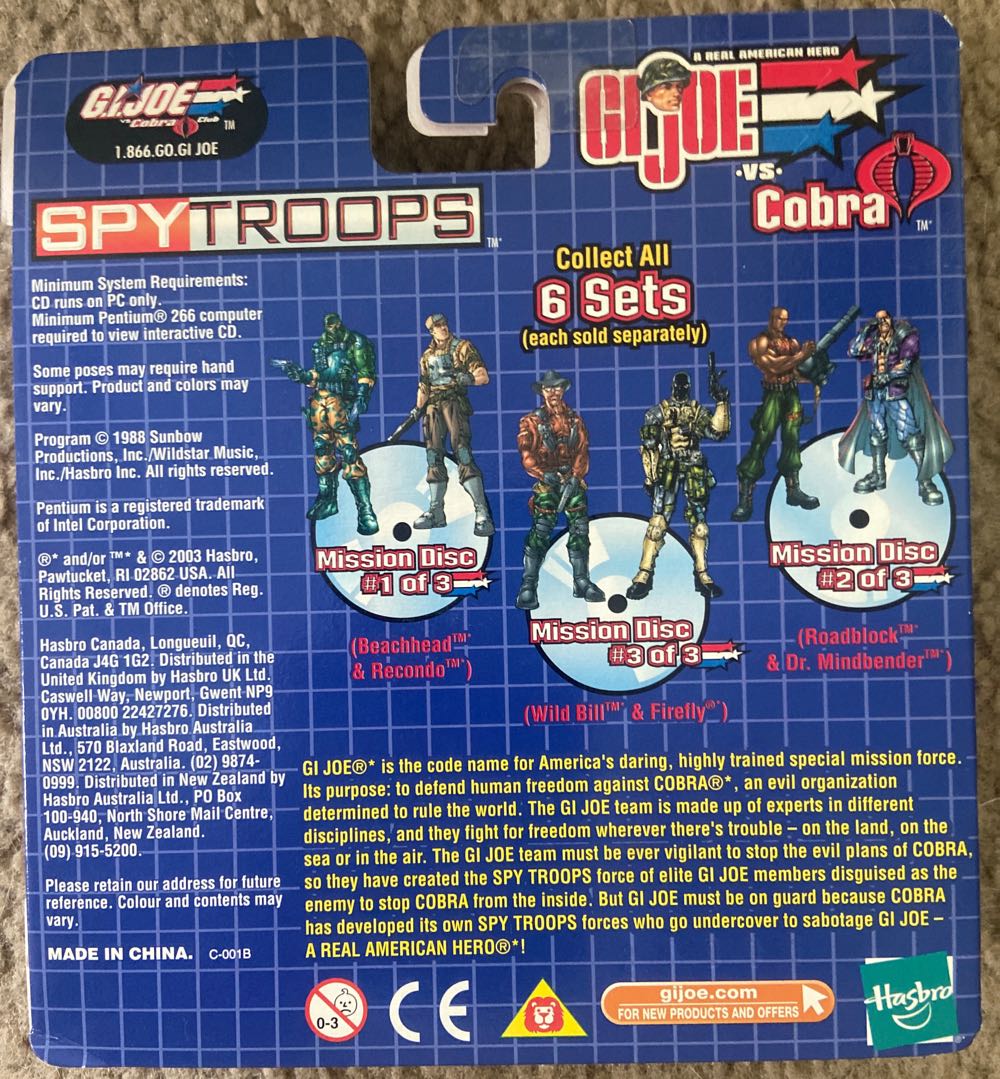 GI JOE
vs Cobra Club TM
1.866.GO.GI JOE
A REAL AMERICAN HERO
GI JOE
·VS·
Cobra
TM*
SPYTROOPS
TM*
Minimum System Requirements:
CD runs on PC only.
Minimum Pentium® 266 computer
required to view interactive CD.
Some poses may require hand
support. Product and colors may
vary.
Program © 1988 Sunbow
Productions, Inc./Wildstar Music,
Inc./Hasbro Inc. All rights reserved.
Pentium is a registered trademark
of Intel Corporation.
®* and/or ™* & © 2003 Hasbro,
Pawtucket, RI 02862 USA. All
Rights Reserved. ® denotes Reg.
U.S. Pat. & TM Office.
Hasbro Canada, Longueuil, QC,
Canada J4G 1G2. Distributed in the
United Kingdom by Hasbro UK Ltd.
Caswell Way, Newport, Gwent NP9
0YH. 00800 22427276. Distributed
in Australia by Hasbro Australia
Ltd., 570 Blaxland Road, Eastwood,
NSW 2122, Australia. (02) 9874-
0999. Distributed in New Zealand by
Hasbro Australia Ltd., PO Box
100-940, North Shore Mail Centre,
Auckland, New Zealand.
(09) 915-5200.
Please retain our address for future
reference. Colour and contents may
vary.
MADE IN CHINA. C-001B
Collect All
6 Sets
(each sold separately)
Mission Disc
#1 of 3
(Beachhead™*
& Recondo™*)
Mission Disc
#3 of 3
(Wild Bill™* & Firefly®*)
Mission Disc
#2 of 3
(Roadblock™*
& Dr. Mindbender™*)
GI JOE®* is the code name for America's daring, highly trained special mission force.
Its purpose: to defend human freedom against COBRA®*, an evil organization
determined to rule the world. The GI JOE team is made up of experts in different
disciplines, and they fight for freedom wherever there's trouble – on the land, on the
sea or in the air. The GI JOE team must be ever vigilant to stop the evil plans of COBRA,
so they have created the SPY TROOPS force of elite GI JOE members disguised as the
enemy to stop COBRA from the inside. But GI JOE must be on guard because COBRA
has developed its own SPY TROOPS forces who go undercover to sabotage GI JOE –
A REAL AMERICAN HERO®*!
0-3
CE
gijoe.com
FOR NEW PRODUCTS AND OFFERS
Hasbro
®